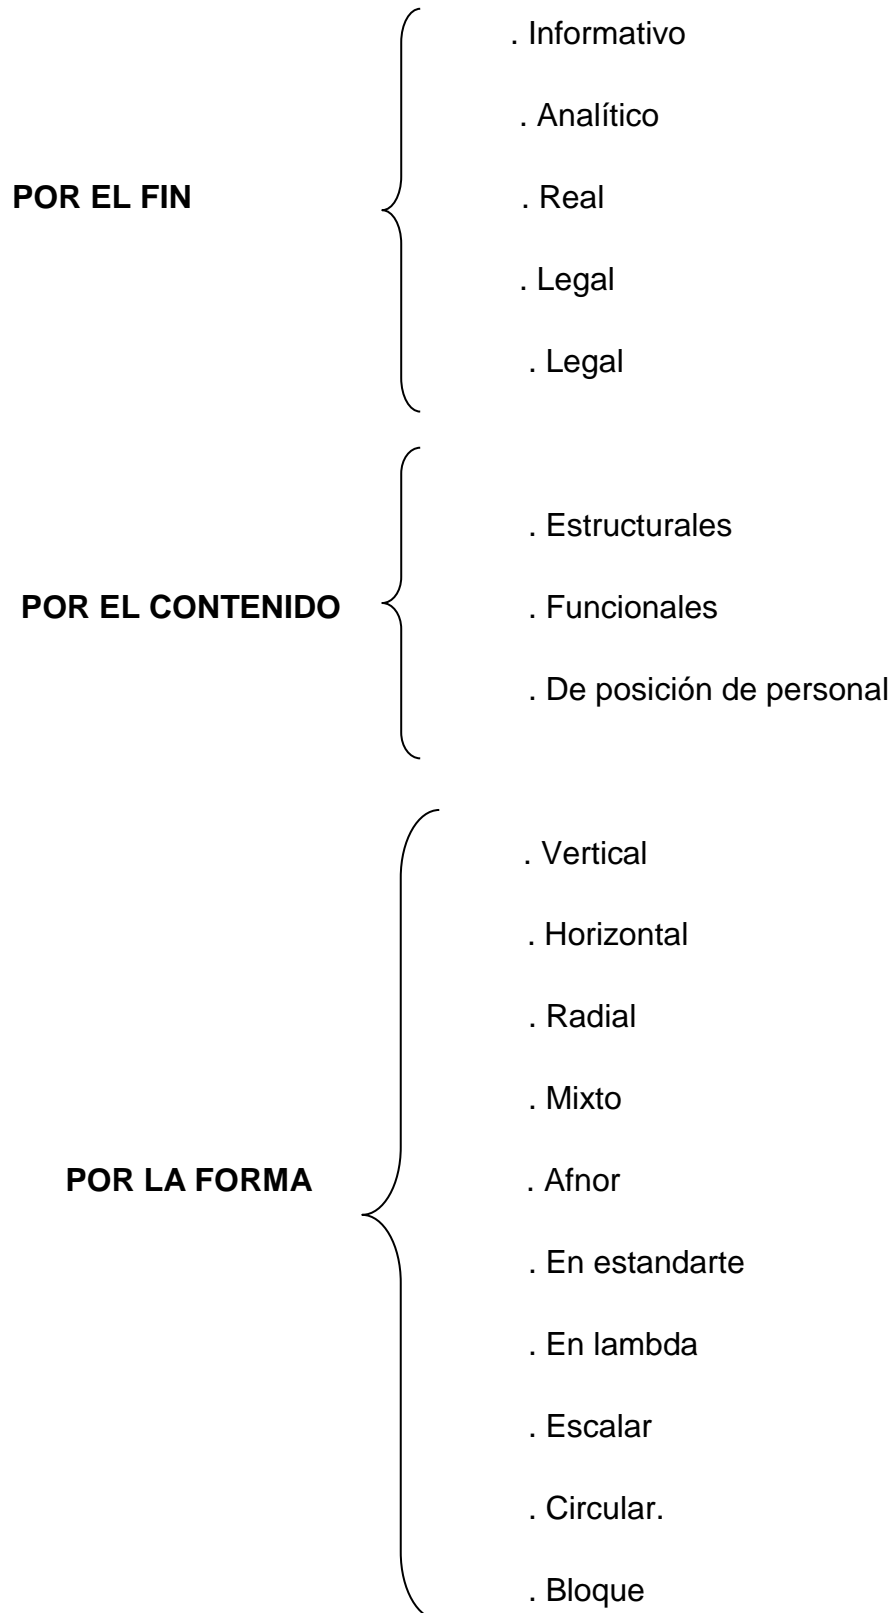 . Informativo
. Analítico
POR EL FIN . Real
. Legal
. Legal
. Estructurales
POR EL CONTENIDO . Funcionales
. De posición de personal
. Vertical
. Horizontal
. Radial
. Mixto
POR LA FORMA . Afnor
. En estandarte
. En lambda
. Escalar
. Circular.
. Bloque